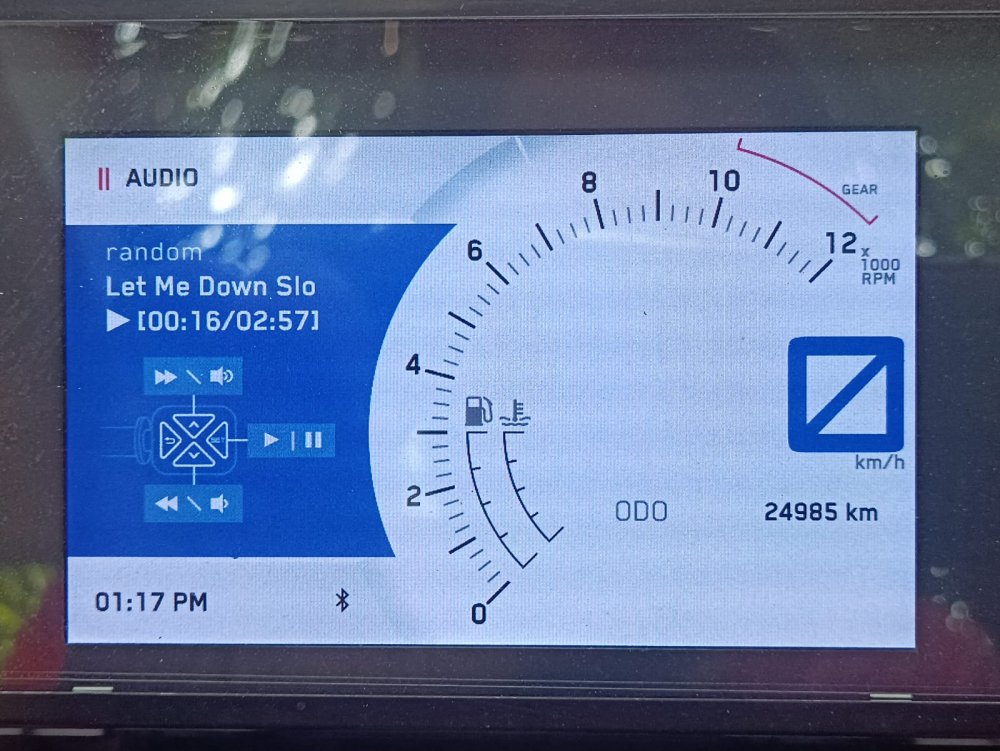 AUDIO
random
Let Me Down Slo
[00:16/02:57]
SET
01:17 PM
0
2
4
6
8
10
12
x
1000
RPM
GEAR
km/h
ODO
24985 km